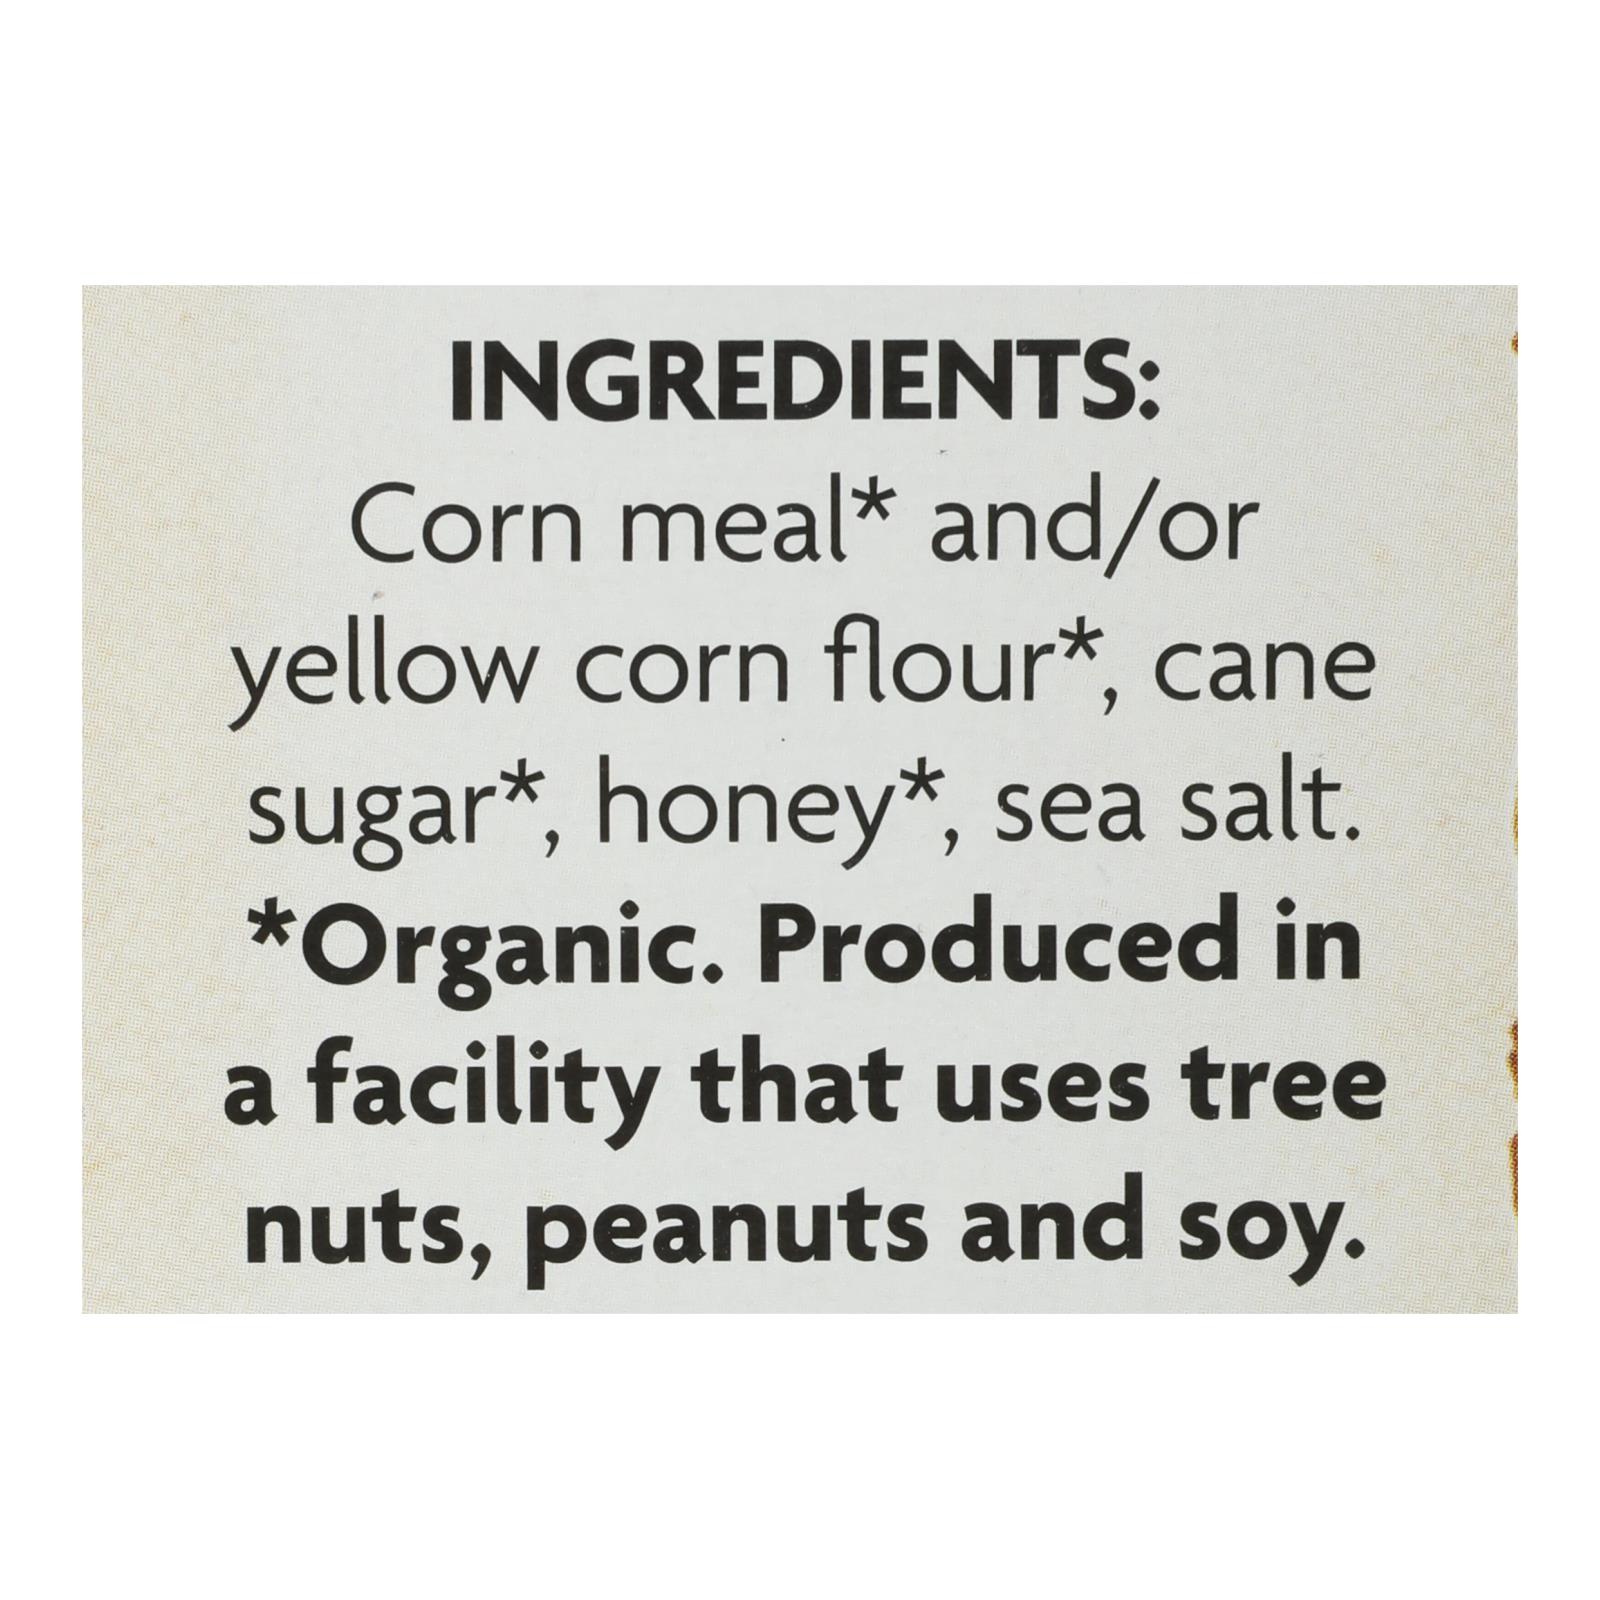 INGREDIENTS:
Corn meal* and/or
yellow corn flour*, cane
sugar*, honey*, sea salt.
*Organic. Produced in
a facility that uses tree
nuts, peanuts and soy.